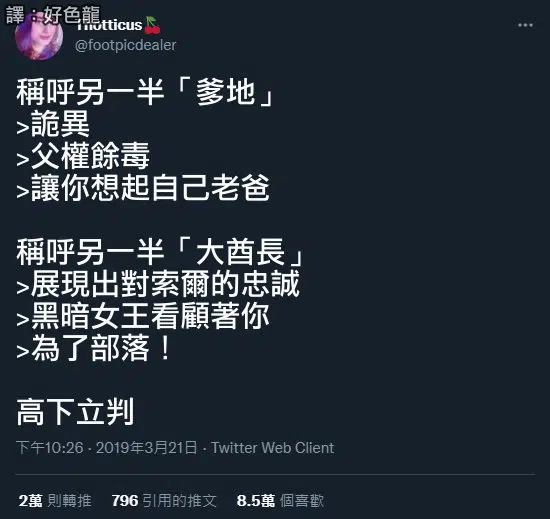 譯：好色龍
Thotticus🍒
@footpicdealer
稱呼另一半「爹地」
>詭異
>父權餘毒
>讓你想起自己老爸
稱呼另一半「大酋長」
>展現出對索爾的忠誠
>黑暗女王看顧著你
>為了部落！
高下立判
下午10:26 · 2019年3月21日 · Twitter Web Client
2萬 則轉推 796 引用的推文 8.5萬 個喜歡